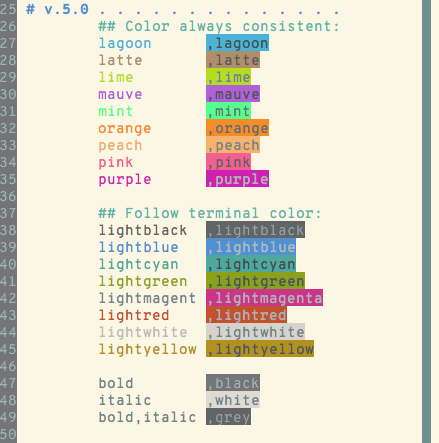 25 # v.5.0 . . . . . . . . . . . . . .
26 ## Color always consistent:
27 lagoon ,lagoon
28 latte ,latte
29 lime ,lime
30 mauve ,mauve
31 mint ,mint
32 orange ,orange
33 peach ,peach
34 pink ,pink
35 purple ,purple
36
37 ## Follow terminal color:
38 lightblack ,lightblack
39 lightblue ,lightblue
40 lightcyan ,lightcyan
41 lightgreen ,lightgreen
42 lightmagent ,lightmagenta
43 lightred ,lightred
44 lightwhite ,lightwhite
45 lightyellow ,lightyellow
46
47 bold ,black
48 italic ,white
49 bold,italic ,grey
50